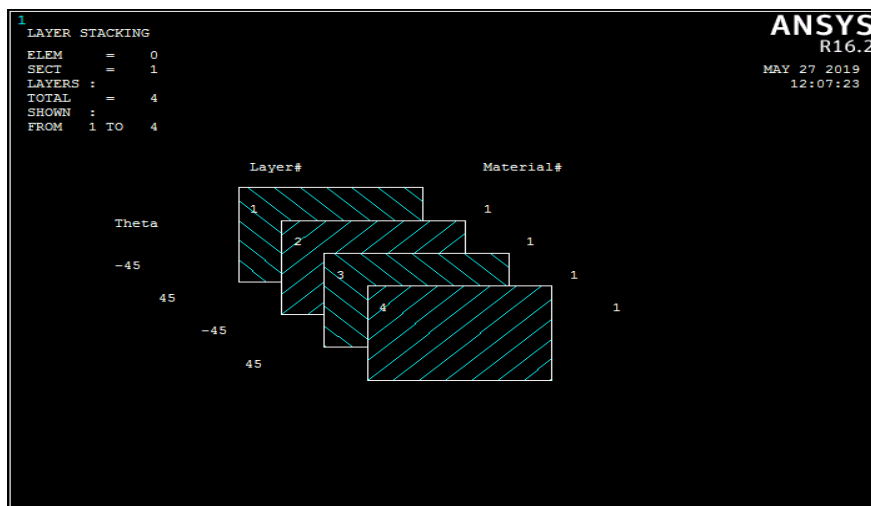 1
LAYER STACKING
ELEM = 0
SECT = 1
LAYERS :
TOTAL = 4
SHOWN :
FROM 1 TO 4
ANSYS
R16.2
MAY 27 2019
12:07:23
Layer# Material#
1 1
Theta
2 1
-45
3 1
45
4 1
-45
45